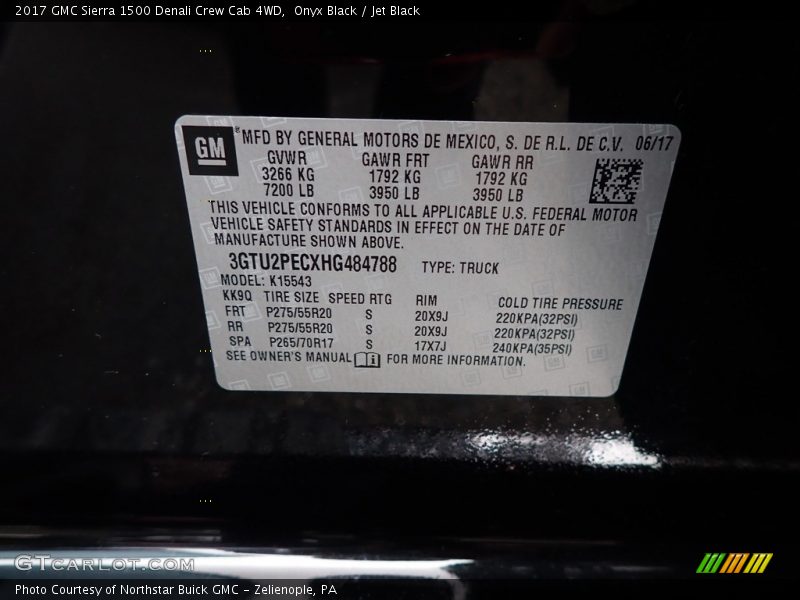 2017 GMC Sierra 1500 Denali Crew Cab 4WD,  Onyx Black / Jet Black
GM
® MFD BY GENERAL MOTORS DE MEXICO, S. DE R.L. DE C.V. 06/17
GVWR GAWR FRT GAWR RR
3266 KG 1792 KG 1792 KG
7200 LB 3950 LB 3950 LB
THIS VEHICLE CONFORMS TO ALL APPLICABLE U.S. FEDERAL MOTOR
VEHICLE SAFETY STANDARDS IN EFFECT ON THE DATE OF
MANUFACTURE SHOWN ABOVE.
3GTU2PECXHG484788 TYPE: TRUCK
MODEL: K15543
KK9Q TIRE SIZE SPEED RTG RIM COLD TIRE PRESSURE
FRT P275/55R20 S 20X9J 220KPA(32PSI)
RR P275/55R20 S 20X9J 220KPA(32PSI)
SPA P265/70R17 S 17X7J 240KPA(35PSI)
SEE OWNER'S MANUAL FOR MORE INFORMATION.
GTCARLOT.COM
Photo Courtesy of Northstar Buick GMC - Zelienople, PA